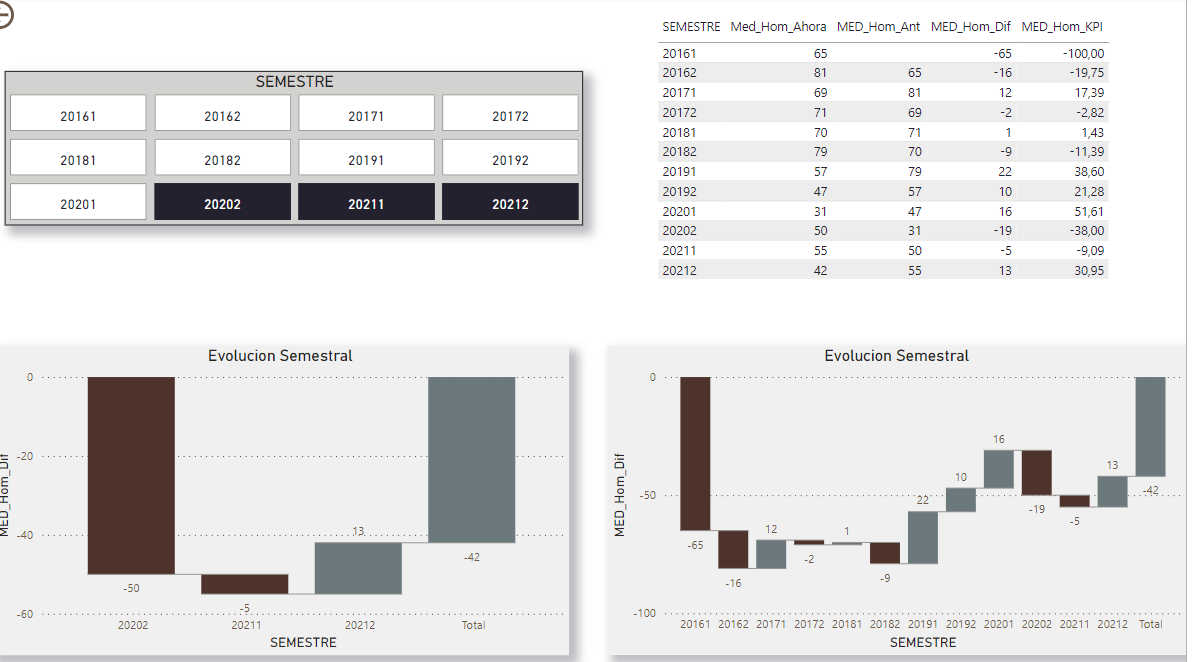 SEMESTRE
20161 20162 20171 20172
20181 20182 20191 20192
20201 20202 20211 20212
SEMESTRE Med_Hom_Ahora MED_Hom_Ant MED_Hom_Dif MED_Hom_KPI
20161 65 -65 -100,00
20162 81 65 -16 -19,75
20171 69 81 12 17,39
20172 71 69 -2 -2,82
20181 70 71 1 1,43
20182 79 70 -9 -11,39
20191 57 79 22 38,60
20192 47 57 10 21,28
20201 31 47 16 51,61
20202 50 31 -19 -38,00
20211 55 50 -5 -9,09
20212 42 55 13 30,95
Evolucion Semestral
MED_Hom_Dif
0
-20
-40
-60
-50
-5
13
-42
20202 20211 20212 Total
SEMESTRE
Evolucion Semestral
MED_Hom_Dif
0
-50
-100
-65
-16
12
-2
1
-9
22
10
16
-19
-5
13
-42
20161 20162 20171 20172 20181 20182 20191 20192 20201 20202 20211 20212 Total
SEMESTRE